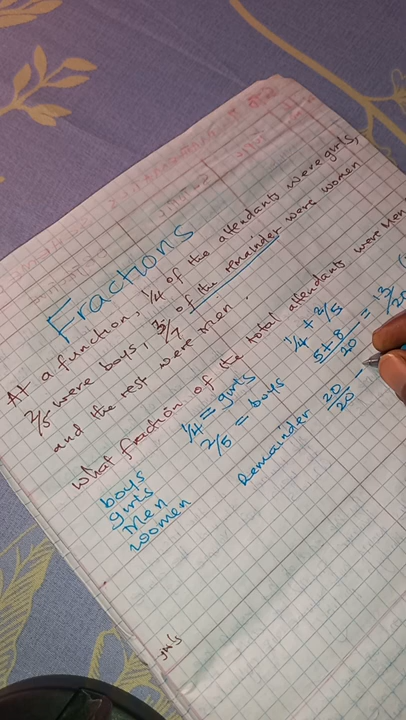 Fractions
At a function, 1/4 of the attendants were girls,
2/5 were boys, 3/7 of the remainder were women
and the rest were men.
What fraction of the total attendants were Men
boys
girls
Men
women
1/4 = girls
2/5 = boys
1/4 + 2/5
5+8/20 = 13/20
Remainder 20/20 -